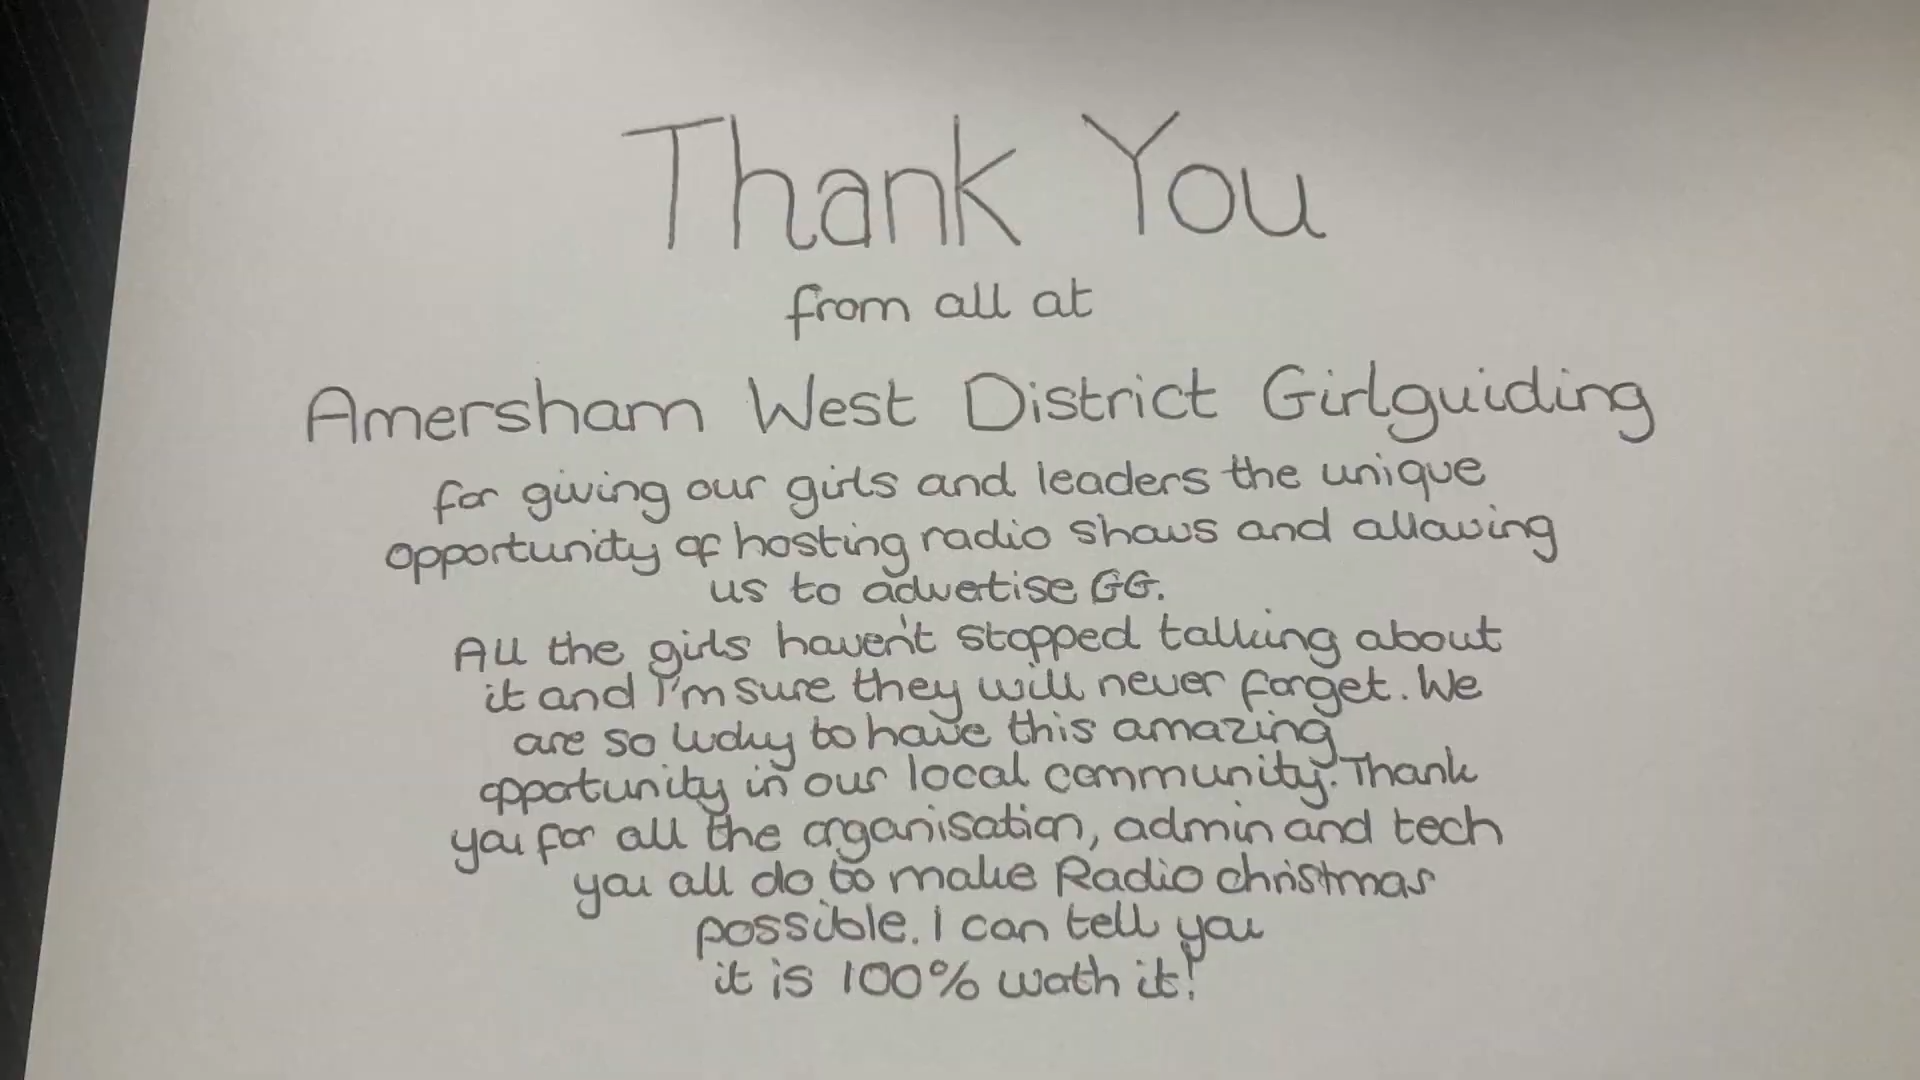 Thank You
from all at
Amersham West District Girlguiding
for giving our girls and leaders the unique
opportunity of hosting radio shows and allowing
us to advertise GG.
All the girls haven't stopped talking about
it and I'm sure they will never forget. We
are so lucky to have this amazing
opportunity in our local community. Thank
you for all the organisation, admin and tech
you all do to make Radio christmas
possible. I can tell you
it is 100% worth it!